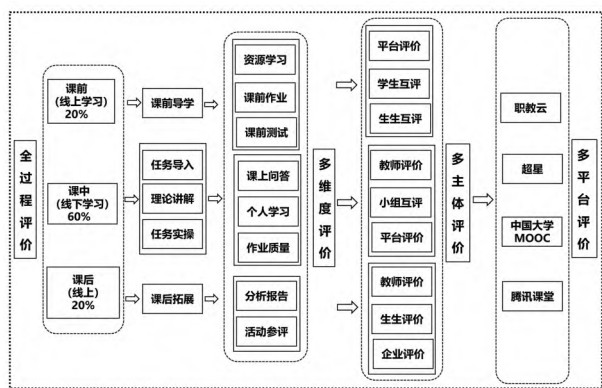 全过程评价
课前
(线上学习)
20%
课中
(线下学习)
60%
课后
(线上)
20%
课前导学
任务导入
理论讲解
任务实操
课后拓展
资源学习
课前作业
课前测试
课上问答
个人学习
作业质量
分析报告
活动参评
多维度评价
平台评价
学生互评
生生互评
教师评价
小组互评
平台评价
教师评价
生生评价
企业评价
多主体评价
职教云
超星
中国大学
MOOC
腾讯课堂
多平台评价